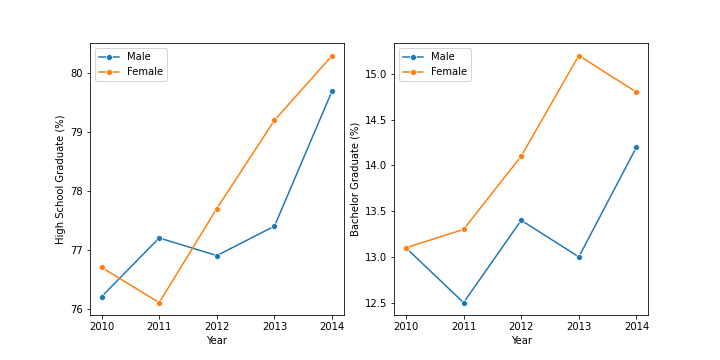 Male
Female
High School Graduate (%)
80
79
78
77
76
2010
2011
2012
2013
2014
Year
Male
Female
Bachelor Graduate (%)
15.0
14.5
14.0
13.5
13.0
12.5
2010
2011
2012
2013
2014
Year